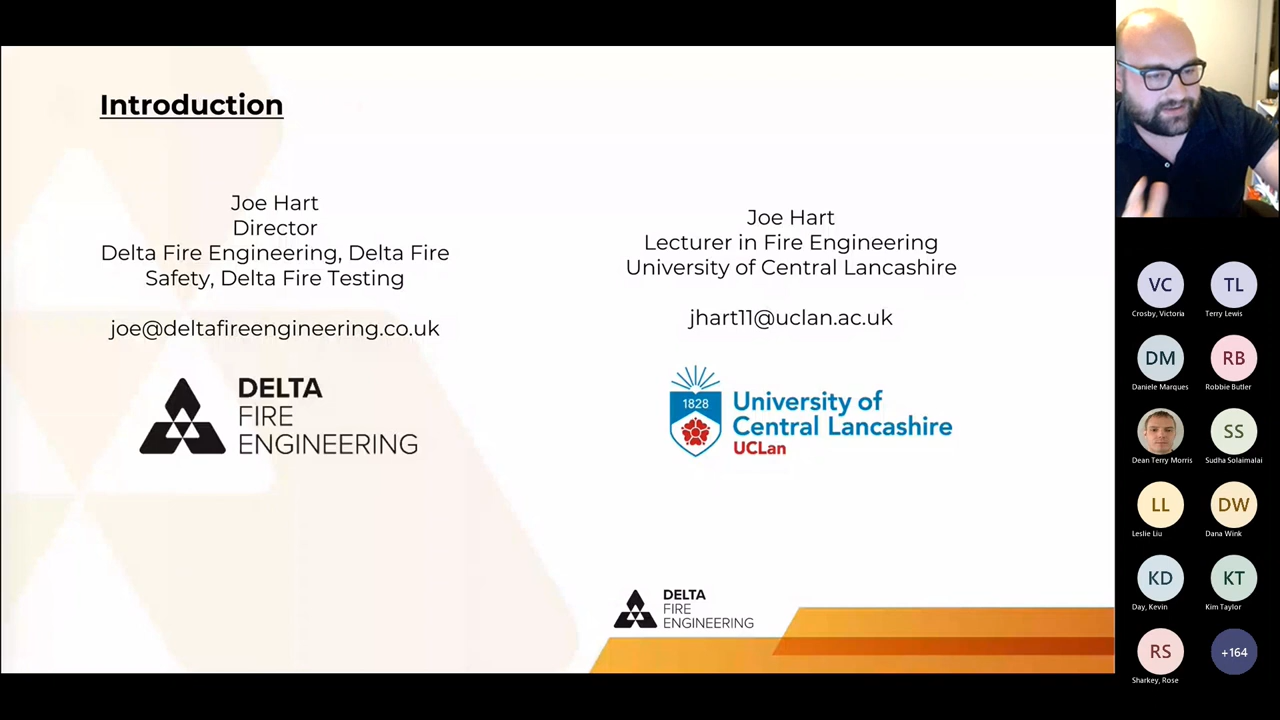 Introduction
Joe Hart
Director
Delta Fire Engineering, Delta Fire
Safety, Delta Fire Testing
joe@deltafireengineering.co.uk
DELTA
FIRE
ENGINEERING
Joe Hart
Lecturer in Fire Engineering
University of Central Lancashire
jhart11@uclan.ac.uk
1828
University of
Central Lancashire
UCLan
DELTA
FIRE
ENGINEERING
VC
Crosby, Victoria
TL
Terry Lewis
DM
Daniele Marques
RB
Robbie Butler
Dean Terry Morris
SS
Sudha Solaimalai
LL
Leslie Liu
DW
Dana Wink
KD
Day, Kevin
KT
Kim Taylor
RS
Sharkey, Rose
+164